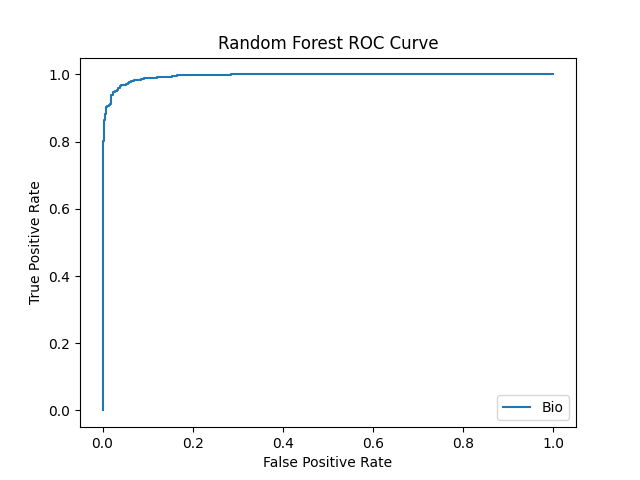 Random Forest ROC Curve
1.0
0.8
0.6
0.4
0.2
0.0
True Positive Rate
0.0 0.2 0.4 0.6 0.8 1.0
False Positive Rate
Bio